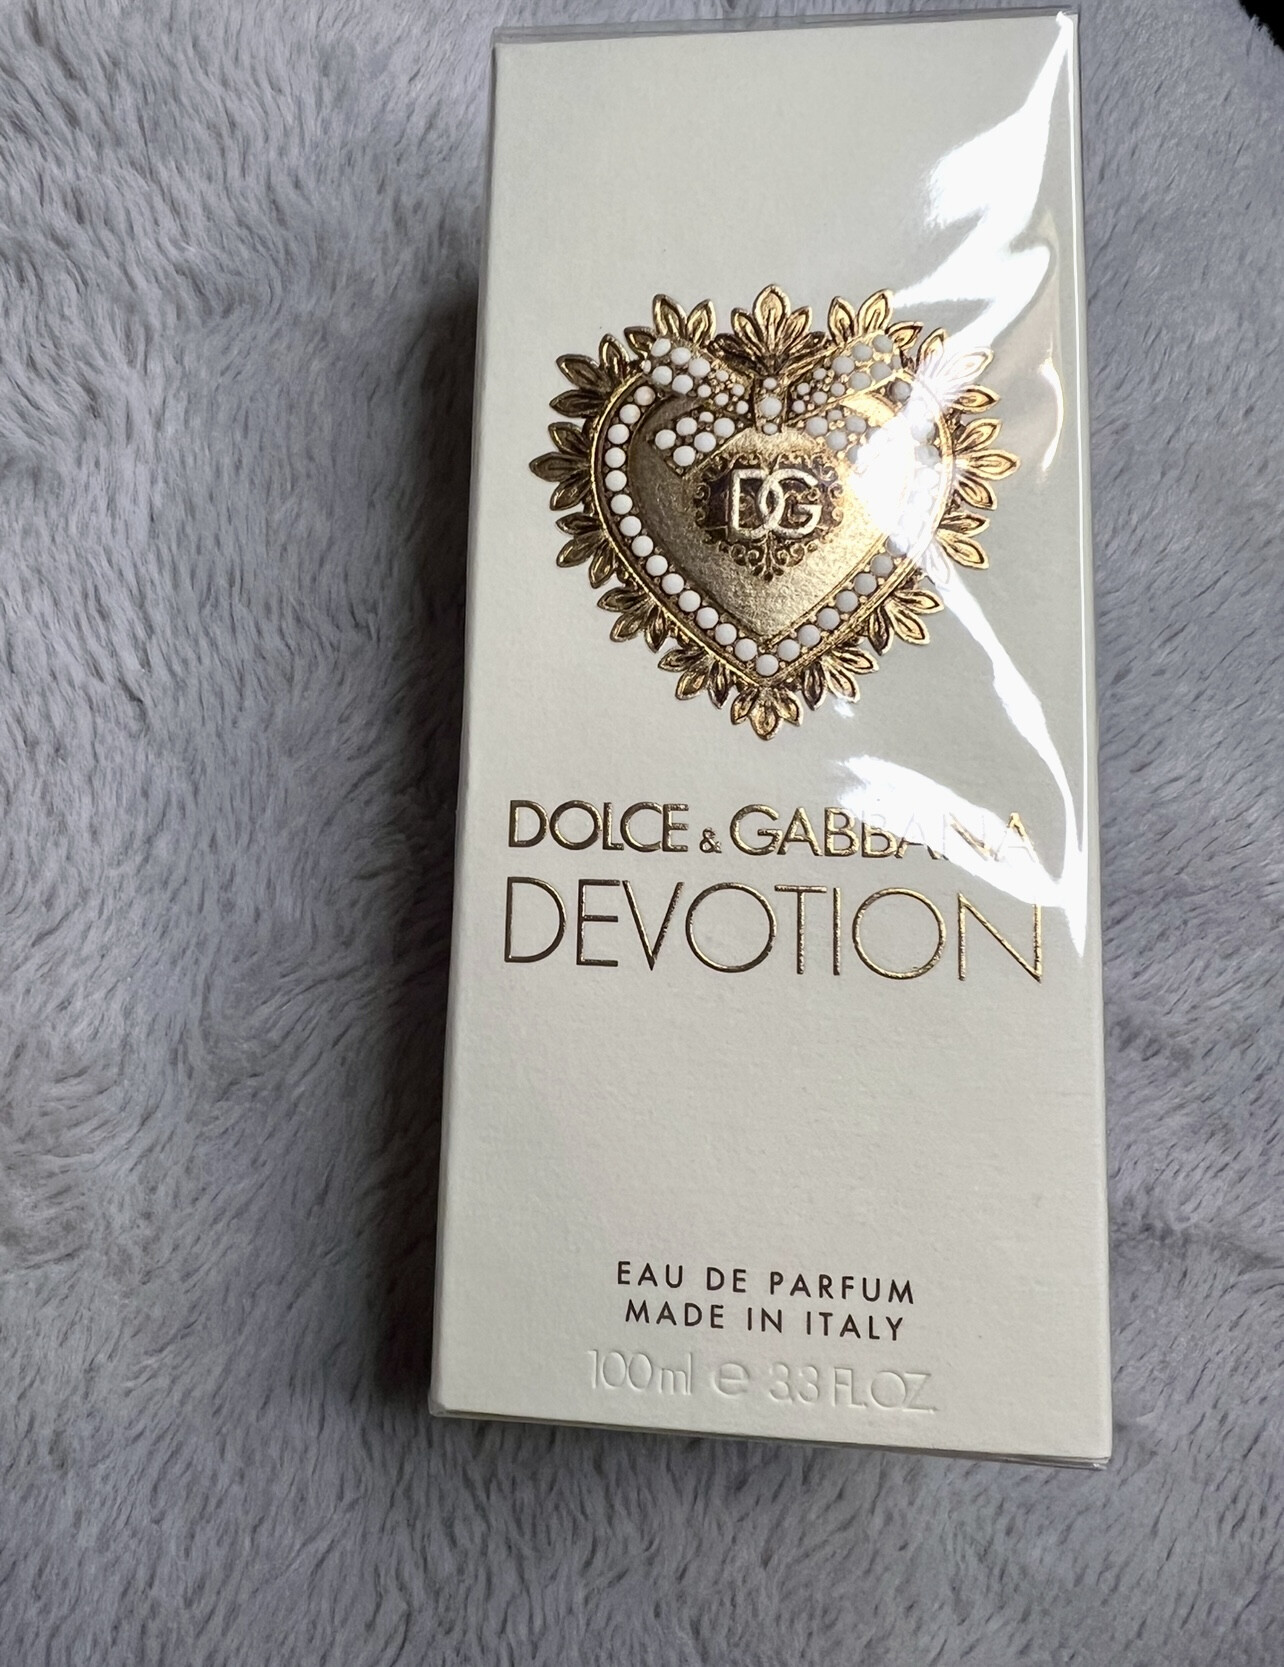 DG
DOLCE & GABBANA
DEVOTION
EAU DE PARFUM
MADE IN ITALY
100ml e 3.3 FL.OZ.